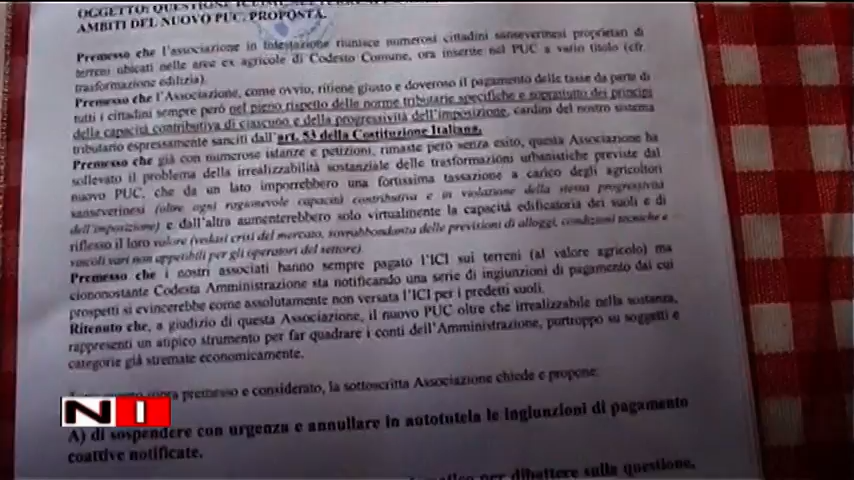 OGGETTO: QUESTIONE
AMBITI DEL NUOVO PUC. PROPOSTA.
Premesso che l'associazione in intestazione riunisce numerosi cittadini sanseverinesi proprietari di
terreni ubicati nelle aree ex agricole di Codesto Comune, ora inserite nel PUC a vario titolo (cfr.
trasformazione edilizia).
Premesso che l'Associazione, come ovvio, ritiene giusto e doveroso il pagamento delle tasse da parte di
tutti i cittadini sempre però nel pieno rispetto delle norme tributarie specifiche e soprattutto dei principi
della capacità contributiva di ciascuno e della progressività dell'imposizione, cardini del nostro sistema
tributario espressamente sanciti dall'art. 53 della Costituzione Italiana.
Premesso che già con numerose istanze e petizioni, rimaste però senza esito, questa Associazione ha
sollevato il problema della irrealizzabilità sostanziale delle trasformazioni urbanistiche previste dal
nuovo PUC, che da un lato imporrebbero una fortissima tassazione a carico degli agricoltori
sanseverinesi (oltre ogni ragionevole capacità contributiva e in violazione della stessa progressività
dell'imposizione) e dall'altra aumenterebbero solo virtualmente la capacità edificatoria dei suoli e di
riflesso il loro valore (vedasi crisi del mercato, sovrabbondanza delle previsioni di alloggi, condizioni tecniche e
vincoli vari non appetibili per gli operatori del settore).
Premesso che i nostri associati hanno sempre pagato l'ICI sui terreni (al valore agricolo) ma
ciononostante Codesta Amministrazione sta notificando una serie di ingiunzioni di pagamento dai cui
prospetti si evincerebbe come assolutamente non versata l'ICI per i predetti suoli.
Ritenuto che, a giudizio di questa Associazione, il nuovo PUC oltre che irrealizzabile nella sostanza,
rappresenti un atipico strumento per far quadrare i conti dell'Amministrazione, purtroppo su soggetti e
categorie già stremate economicamente.
sopra premesso e considerato, la sottoscritta Associazione chiede e propone:
A) di sospendere con urgenza e annullare in autotutela le ingiunzioni di pagamento
coattive notificate.
per dibattere sulla questione,
N I